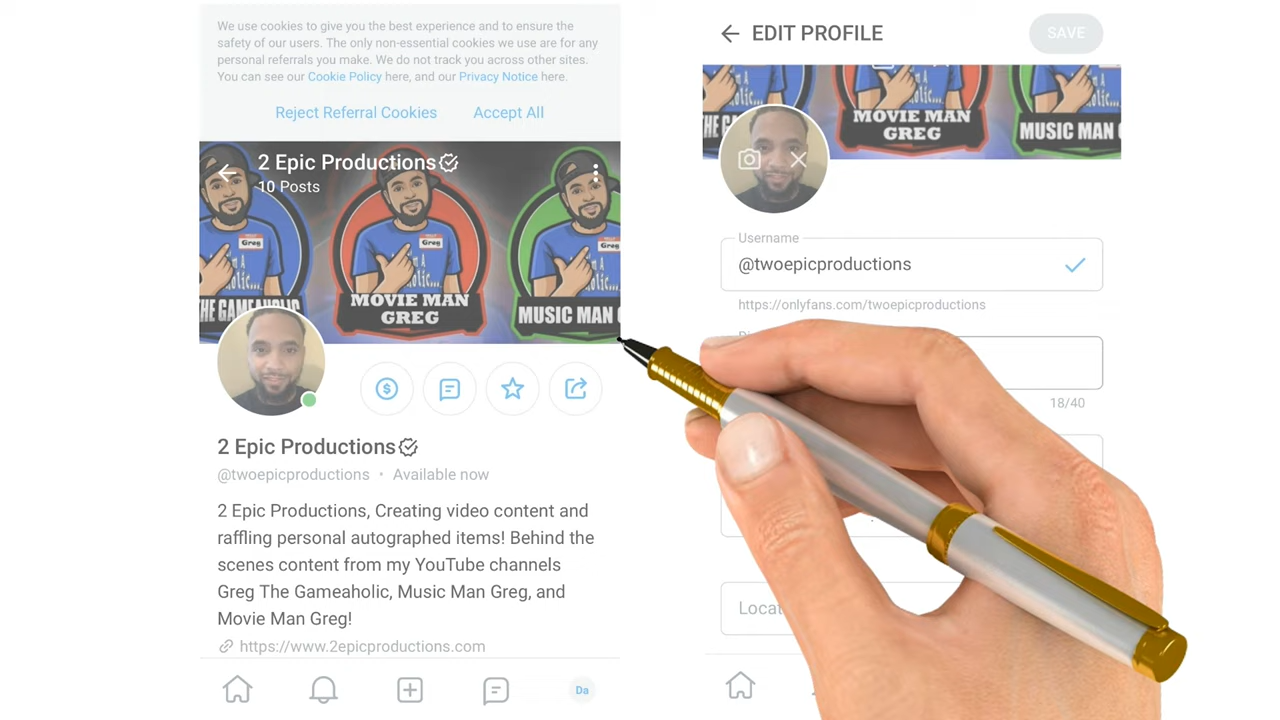 We use cookies to give you the best experience and to ensure the
safety of our users. The only non-essential cookies we use are for any
personal referrals you make. We do not track you across other sites.
You can see our Cookie Policy here, and our Privacy Notice here.
Reject Referral Cookies Accept All
2 Epic Productions
10 Posts
Greg
Greg
Greg
THE GAMEAHOLIC
MOVIE MAN
GREG
MUSIC MAN
2 Epic Productions
@twoepicproductions • Available now
2 Epic Productions, Creating video content and
raffling personal autographed items! Behind the
scenes content from my YouTube channels
Greg The Gameaholic, Music Man Greg, and
Movie Man Greg!
https://www.2epicproductions.com
Da
EDIT PROFILE
SAVE
MOVIE MAN
GREG
MUSIC MAN
Username
@twoepicproductions
https://onlyfans.com/twoepicproductions
18/40